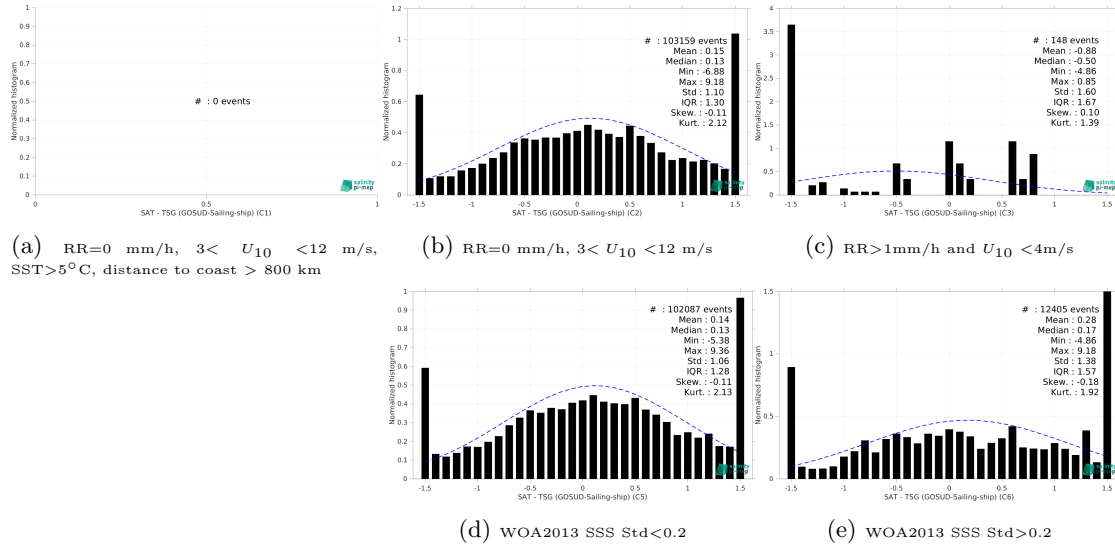 Normalized histogram
1
0.8
0.6
0.4
0.2
0
0
0.5
1
# : 0 events
SAT - TSG (GOSUD-Sailing-ship) (C1)
salinity
pi-mep
(a) RR=0 mm/h, 3< U10 <12 m/s,
SST>5°C, distance to coast > 800 km
Normalized histogram
1.2
1
0.8
0.6
0.4
0.2
0
-1.5
-1
-0.5
0
0.5
1
1.5
# : 103159 events
Mean : 0.15
Median : 0.13
Min : -6.88
Max : 9.18
Std : 1.10
IQR : 1.30
Skew. : -0.11
Kurt. : 2.12
SAT - TSG (GOSUD-Sailing-ship) (C2)
salinity
pi-mep
(b) RR=0 mm/h, 3< U10 <12 m/s
Normalized histogram
4
3.5
3
2.5
2
1.5
1
0.5
0
-1.5
-1
-0.5
0
0.5
1
1.5
# : 148 events
Mean : -0.88
Median : -0.50
Min : -4.86
Max : 0.85
Std : 1.60
IQR : 1.67
Skew. : 0.10
Kurt. : 1.39
SAT - TSG (GOSUD-Sailing-ship) (C3)
salinity
pi-mep
(c) RR>1mm/h and U10 <4m/s
Normalized histogram
1
0.9
0.8
0.7
0.6
0.5
0.4
0.3
0.2
0.1
0
-1.5
-1
-0.5
0
0.5
1
1.5
# : 102087 events
Mean : 0.14
Median : 0.13
Min : -5.38
Max : 9.36
Std : 1.06
IQR : 1.28
Skew. : -0.11
Kurt. : 2.13
SAT - TSG (GOSUD-Sailing-ship) (C5)
salinity
pi-mep
(d) WOA2013 SSS Std<0.2
Normalized histogram
1.5
1
0.5
0
-1.5
-1
-0.5
0
0.5
1
1.5
# : 12405 events
Mean : 0.28
Median : 0.17
Min : -4.86
Max : 9.18
Std : 1.38
IQR : 1.57
Skew. : -0.18
Kurt. : 1.92
SAT - TSG (GOSUD-Sailing-ship) (C6)
salinity
pi-mep
(e) WOA2013 SSS Std>0.2